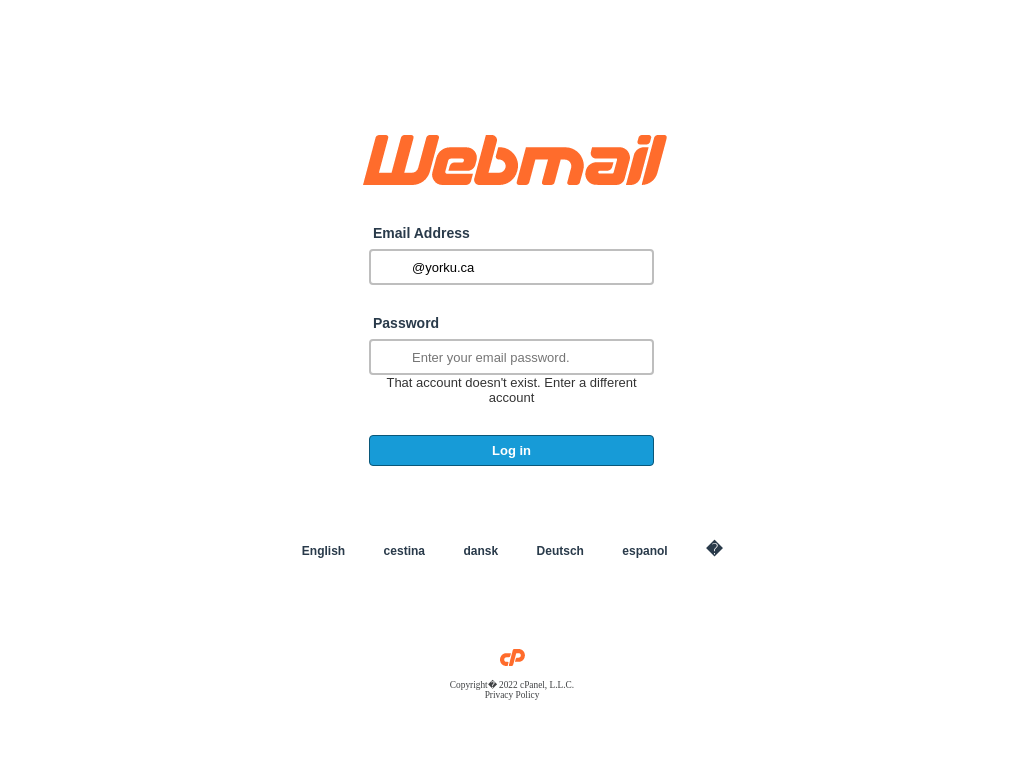 Webmail
Email Address
@yorku.ca
Password
Enter your email password.
That account doesn't exist. Enter a different
account
Log in
English cestina dansk Deutsch espanol �
cP
Copyright� 2022 cPanel, L.L.C.
Privacy Policy